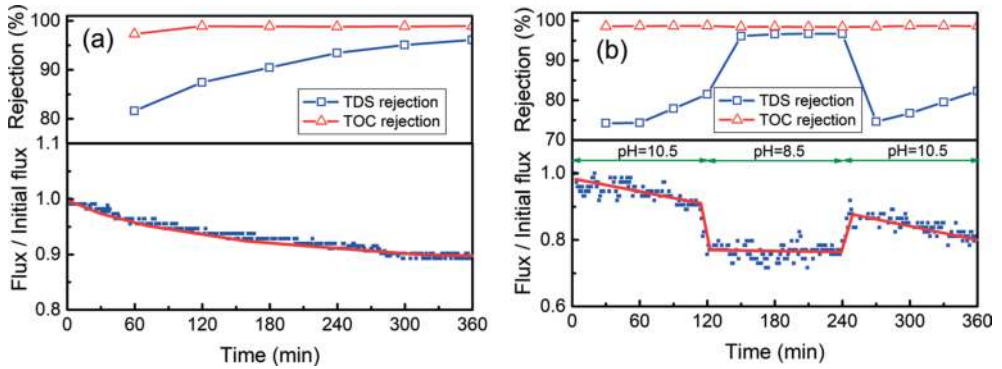 (a)
Rejection (%)
100
90
80
TDS rejection
TOC rejection
Flux / Initial flux
1.1
1.0
0.9
0.8
0 60 120 180 240 300 360
Time (min)
(b)
Rejection (%)
100
90
80
70
TDS rejection
TOC rejection
pH=10.5 pH=8.5 pH=10.5
Flux / Initial flux
1.0
0.8
0.6
0 60 120 180 240 300 360
Time (min)